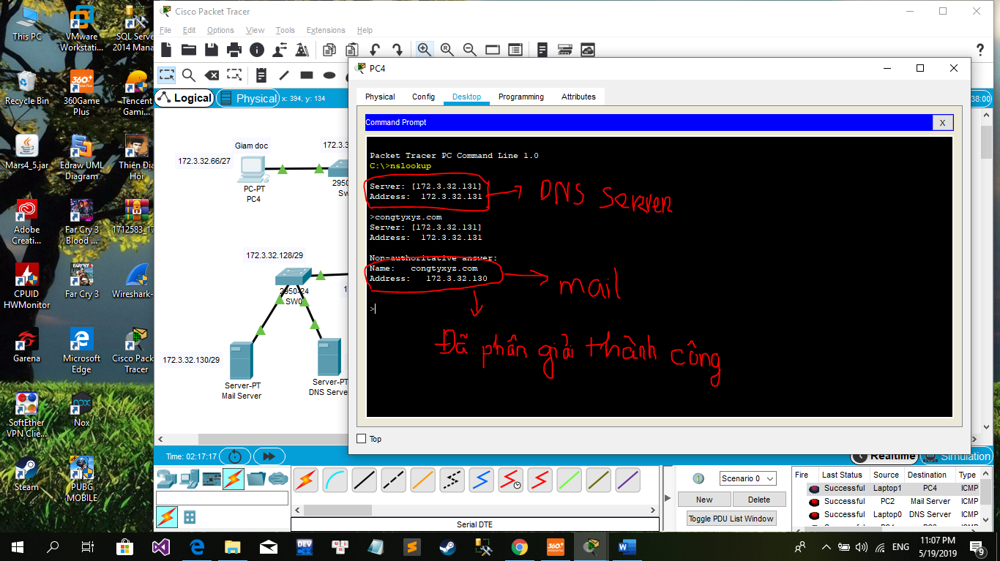 This PC
VMware Workstati...
SQL Serve 2014 Mana
Recycle Bin
360Game Plus
Tencent Gami...
Mars4_5.jar
Edraw UML Diagram
Thiên Địa Hội
Adobe Creati...
Far Cry 3 Blood ...
1712583_17
CPUID HWMonitor
Far Cry 3
Wireshark-
Garena
Microsoft Edge
Cisco Pack Tracer
SoftEther VPN Clie...
Nox
Steam
PUBG MOBILE
Cisco Packet Tracer
File Edit Options View Tools Extensions Help
Logical Physical x: 394, y: 134
38:00
Giam doc
172.3.3
172.3.32.66/27
2950
SW
PC-PT
PC4
172.3.32.128/29
2950-24
SW0
1
172.3.32.130/29
Server-PT
Mail Server
Server-PT
DNS Serve
PC4
Physical Config Desktop Programming Attributes
Command Prompt X
Packet Tracer PC Command Line 1.0
C:\>nslookup
Server: [172.3.32.131]
Address: 172.3.32.131
DNS Server
>congtyxyz.com
Server: [172.3.32.131]
Address: 172.3.32.131
Non-authoritative answer:
Name: congtyxyz.com
Address: 172.3.32.130
mail
>
Đã phân giải thành công
Top
Time: 02:17:17
Realtime Simulation
Scenario 0
New Delete
Toggle PDU List Window
Fire Last Status Source Destination Type
Successful Laptop1 PC4 ICMP
Successful PC2 Mail Server ICMP
Successful Laptop0 DNS Server ICMP
Serial DTE
ENG
11:07 PM
5/19/2019
9